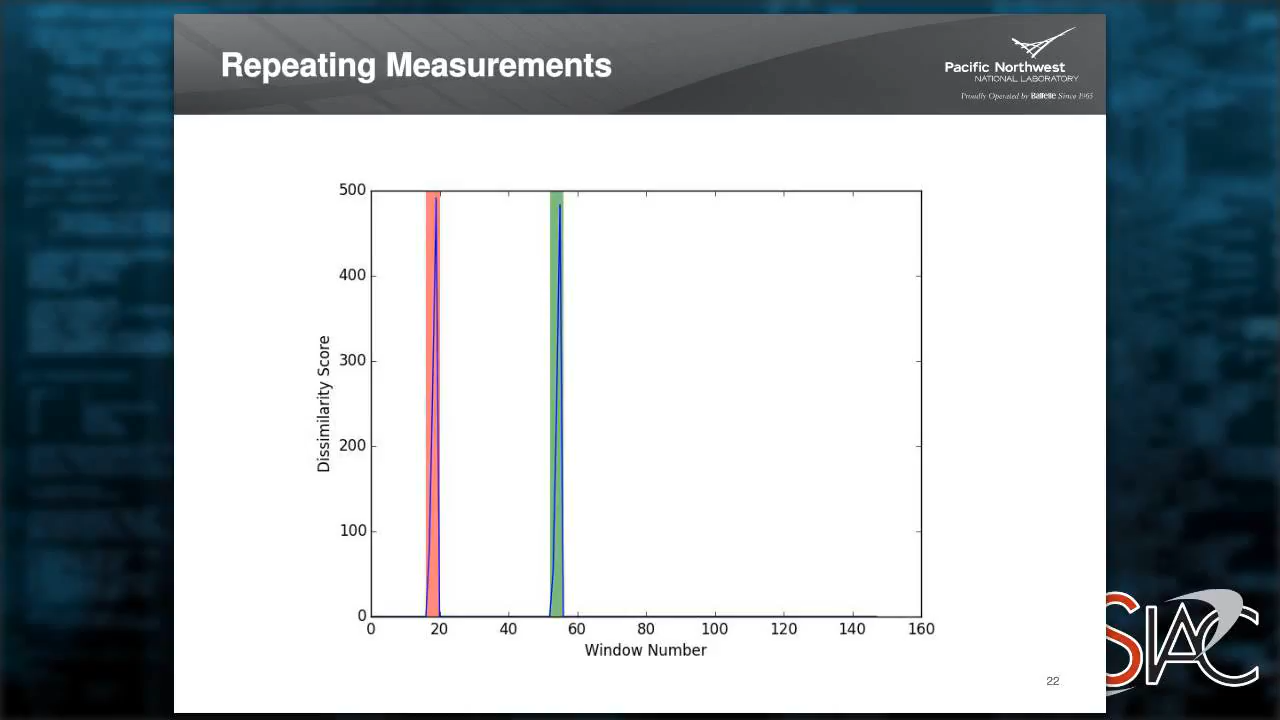 Repeating Measurements
Pacific Northwest
NATIONAL LABORATORY
Proudly Operated by Battelle Since 1965
500
400
300
200
100
0
Dissimilarity Score
0 20 40 60 80 100 120 140 160
Window Number
22
SIAC